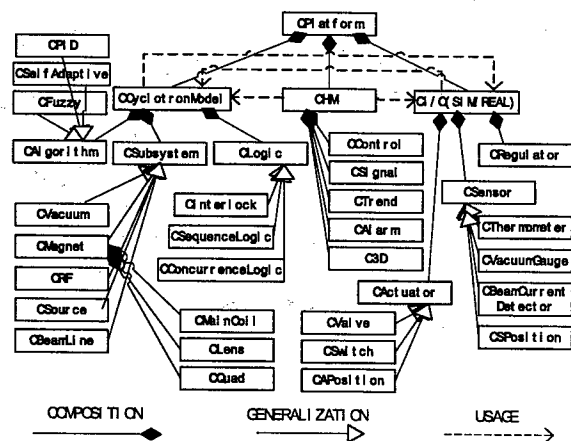 CPlatform
CPID
CSelfAdaptive
CFuzzy
CCyclotronModel
CHM
CI/O(SIM/REAL)
CAlgorithm
CSubsystem
CLogic
CControl
CSignal
CTrend
CAlarm
C3D
CRegulator
CSensor
CInterlock
CSequenceLogic
CConcurrenceLogic
CVacuum
CMagnet
CRF
CSource
CBeamLine
CThermometer
CVacuumGauge
CBeamCurrent
Detector
CSPosition
CActuator
CMainCoil
CLens
CQuad
CValve
CSwitch
CAPosition
COMPOSITION
GENERALIZATION
USAGE